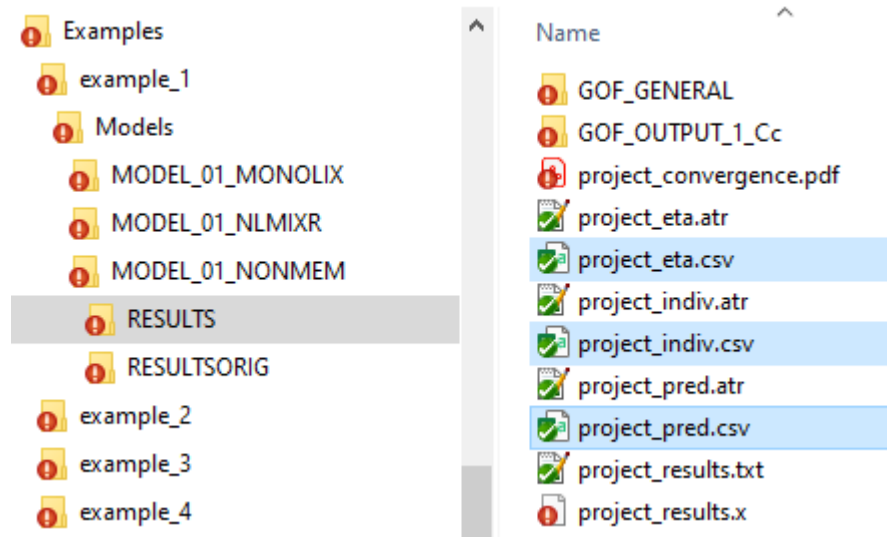 Examples
example_1
Models
MODEL_01_MONOLIX
MODEL_01_NLMIXR
MODEL_01_NONMEM
RESULTS
RESULTSORIG
example_2
example_3
example_4
Name
GOF_GENERAL
GOF_OUTPUT_1_Cc
project_convergence.pdf
project_eta.atr
project_eta.csv
project_indiv.atr
project_indiv.csv
project_pred.atr
project_pred.csv
project_results.txt
project_results.x